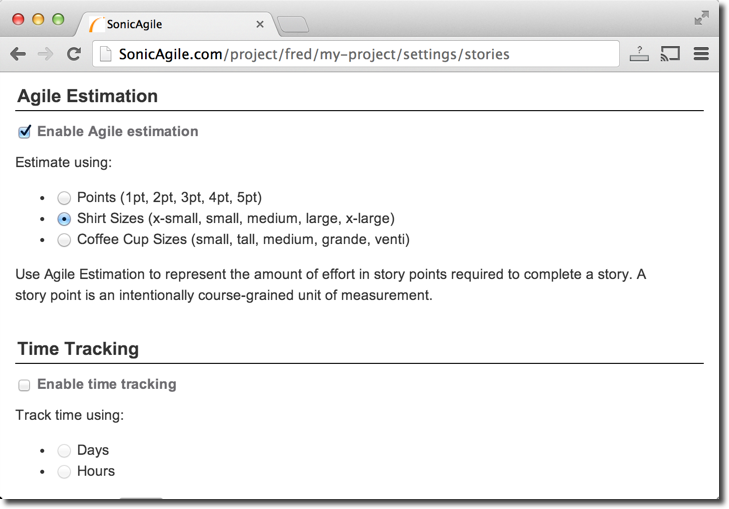 SonicAgile
SonicAgile.com/project/fred/my-project/settings/stories
Agile Estimation
Enable Agile estimation
Estimate using:
• Points (1pt, 2pt, 3pt, 4pt, 5pt)
• Shirt Sizes (x-small, small, medium, large, x-large)
• Coffee Cup Sizes (small, tall, medium, grande, venti)
Use Agile Estimation to represent the amount of effort in story points required to complete a story. A
story point is an intentionally course-grained unit of measurement.
Time Tracking
Enable time tracking
Track time using:
• Days
• Hours